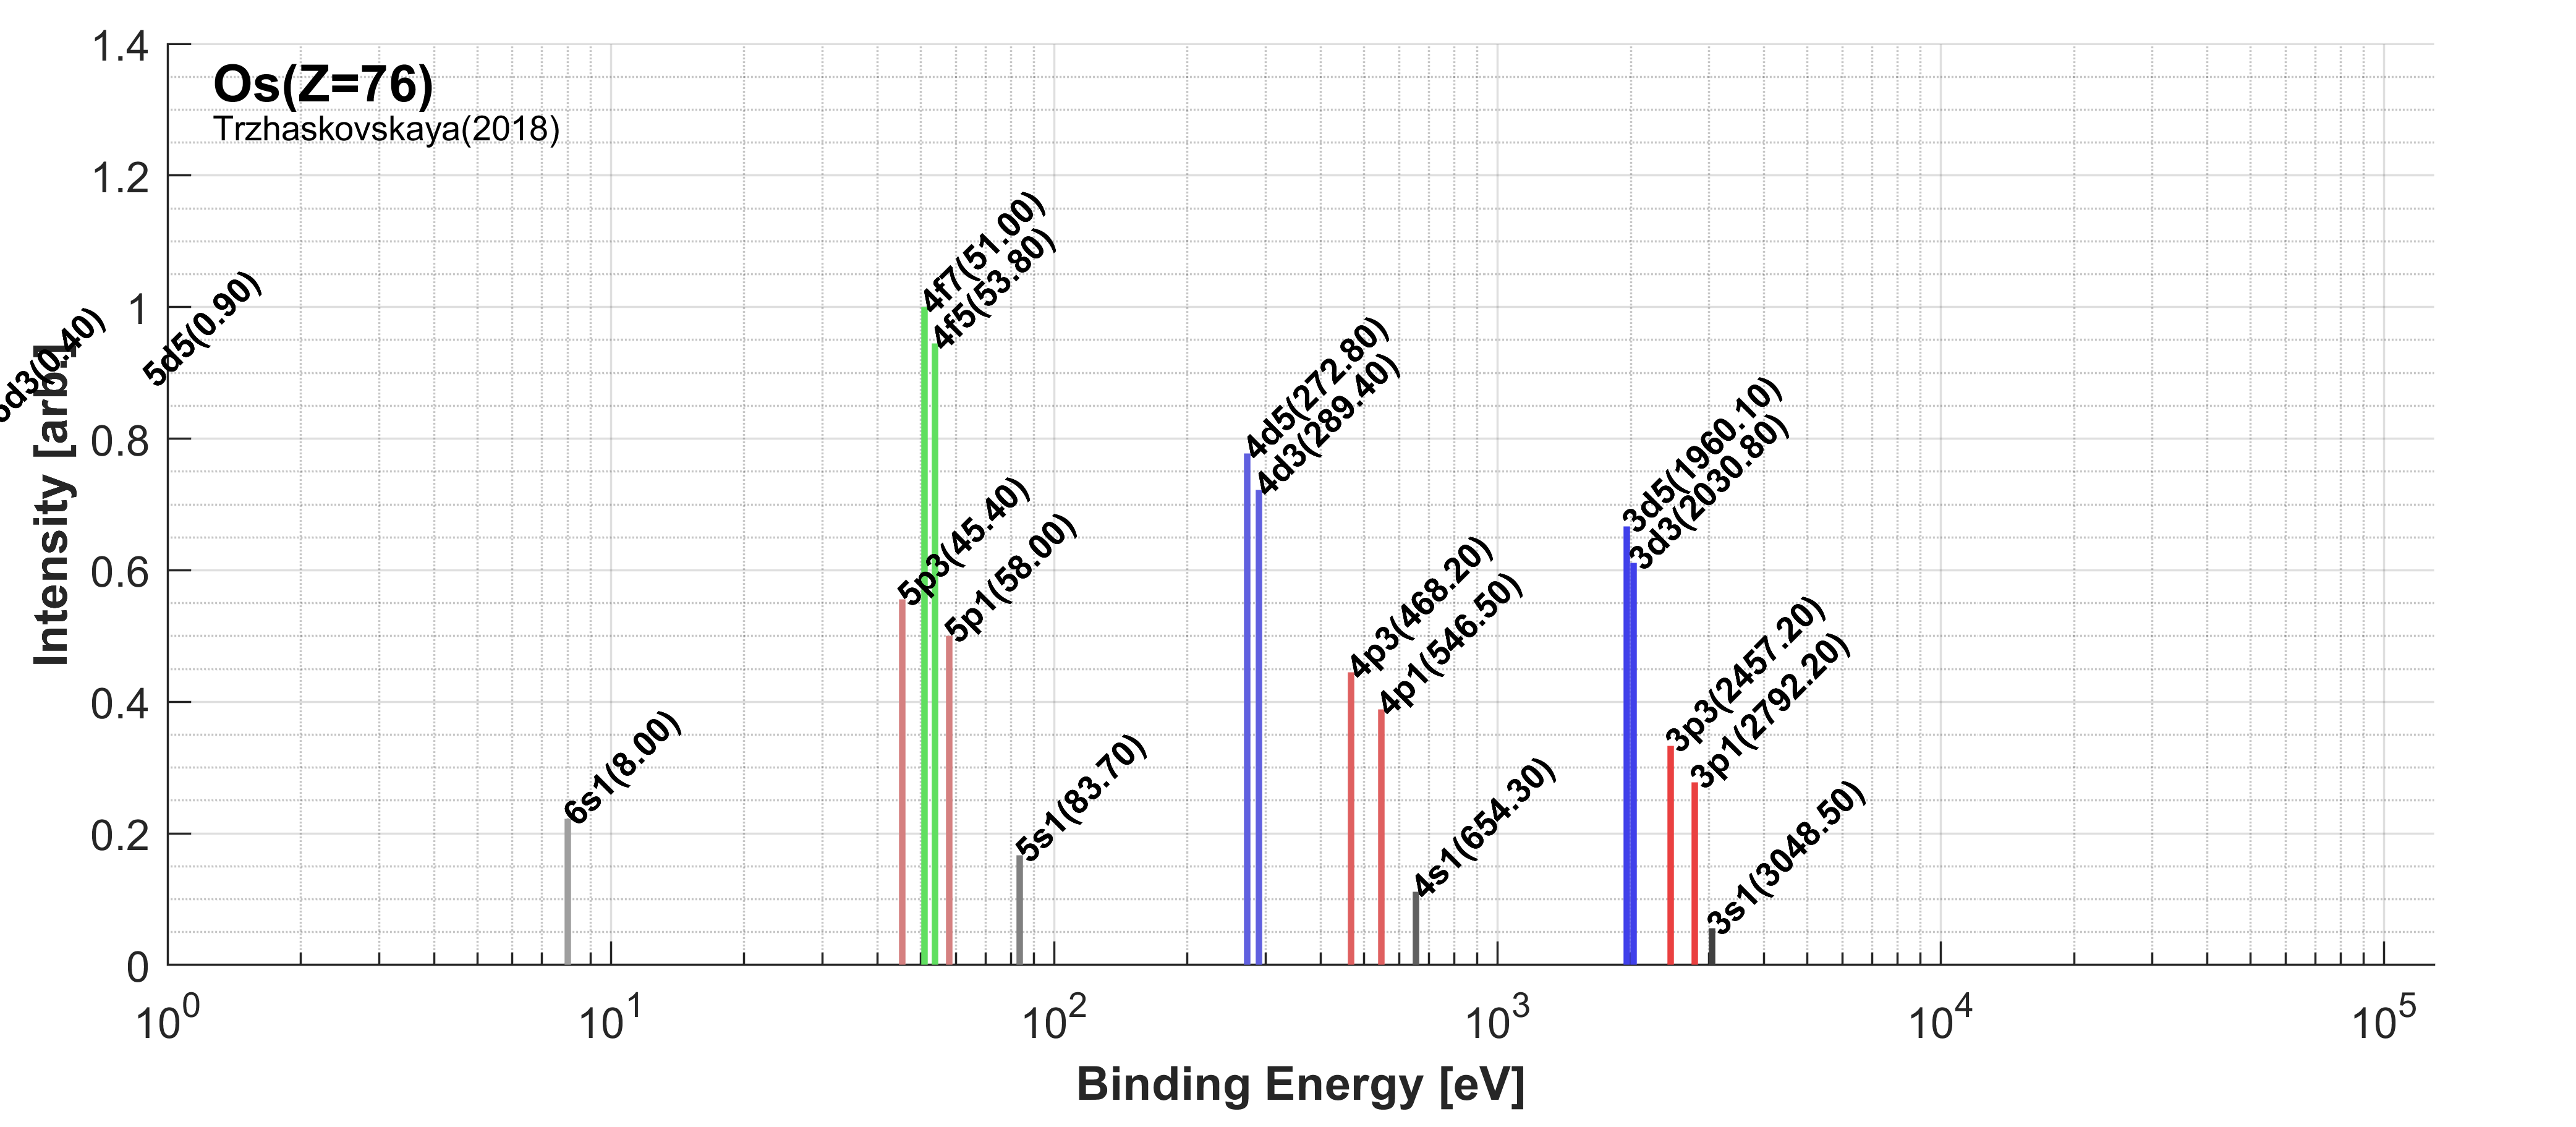 Os(Z=76)
Trzhaskovskaya(2018)
Intensity [arb.]
1.4
1.2
1
0.8
0.6
0.4
0.2
0
5d3(0.40)
5d5(0.90)
6s1(8.00)
5p3(45.40)
4f7(51.00)
4f5(53.80)
5p1(58.00)
5s1(83.70)
4d5(272.80)
4d3(289.40)
4p3(468.20)
4p1(546.50)
4s1(654.30)
3d5(1960.10)
3d3(2030.80)
3p3(2457.20)
3p1(2792.20)
3s1(3048.50)
10^0 10^1 10^2 10^3 10^4 10^5
Binding Energy [eV]